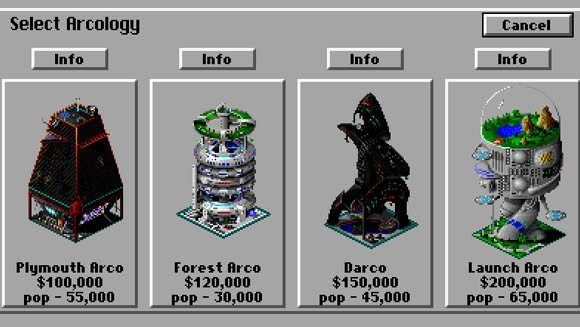 Select Arcology
Cancel
Info
Info
Info
Info
Plymouth Arco
$100,000
pop - 55,000
Forest Arco
$120,000
pop - 30,000
Darco
$150,000
pop - 45,000
Launch Arco
$200,000
pop - 65,000